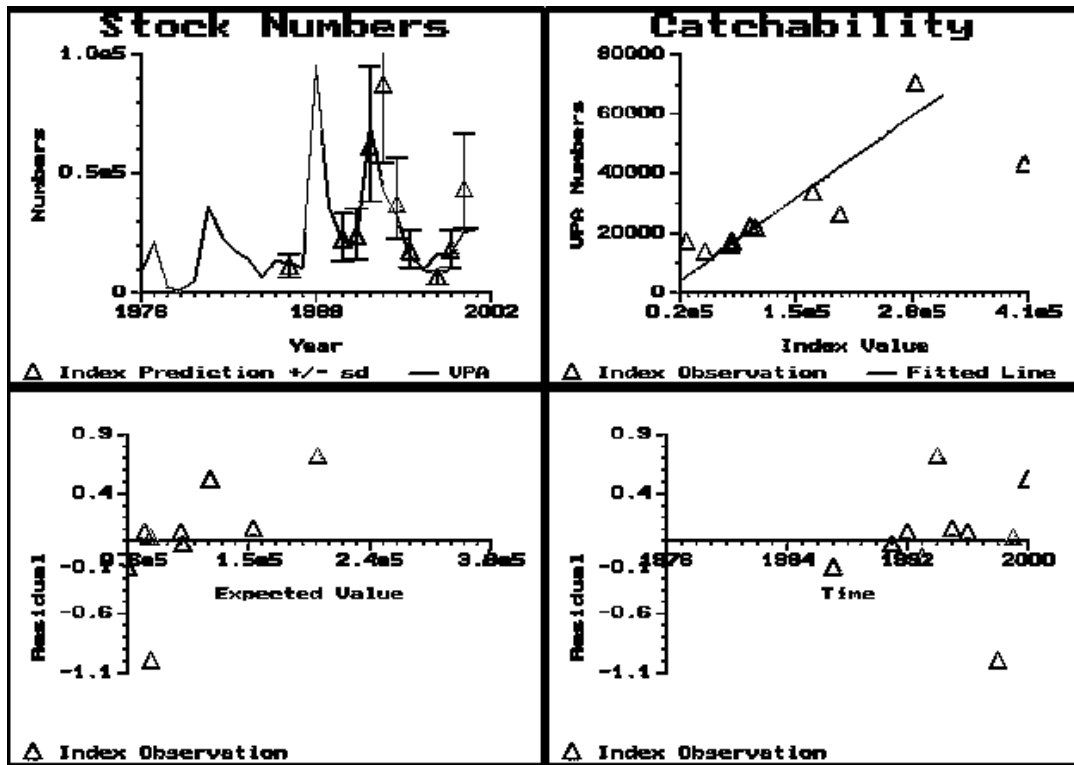 Stock Numbers
1.0e5
0.5e5
0
Numbers
1976
1989
2002
Year
△ Index Prediction +/- sd — VPA
Catchability
80000
60000
40000
20000
0
VPA Numbers
0.2e5
1.5e5
2.8e5
4.1e5
Index Value
△ Index Observation — Fitted Line
0.9
0.4
-0.1
-0.6
-1.1
Residual
0.6e5
1.5e5
2.4e5
3.3e5
Expected Value
△ Index Observation
0.9
0.4
-0.1
-0.6
-1.1
Residual
1976
1984
1992
2000
Time
△ Index Observation